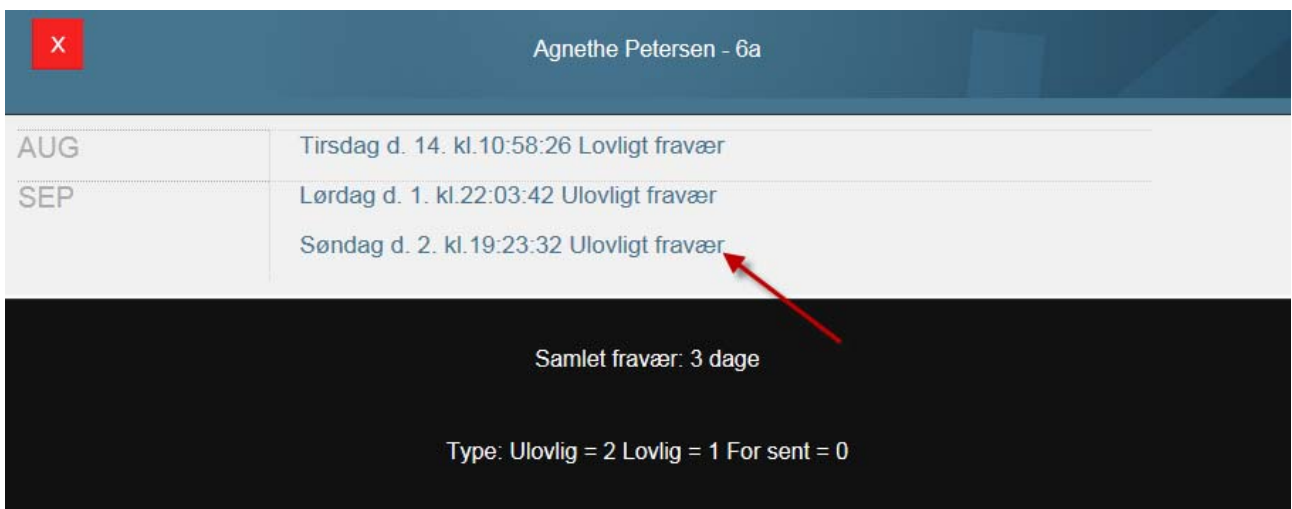 X
Agnethe Petersen - 6a
AUG Tirsdag d. 14. kl.10:58:26 Lovligt fravær
SEP Lørdag d. 1. kl.22:03:42 Ulovligt fravær
Søndag d. 2. kl.19:23:32 Ulovligt fravær
Samlet fravær: 3 dage
Type: Ulovlig = 2 Lovlig = 1 For sent = 0